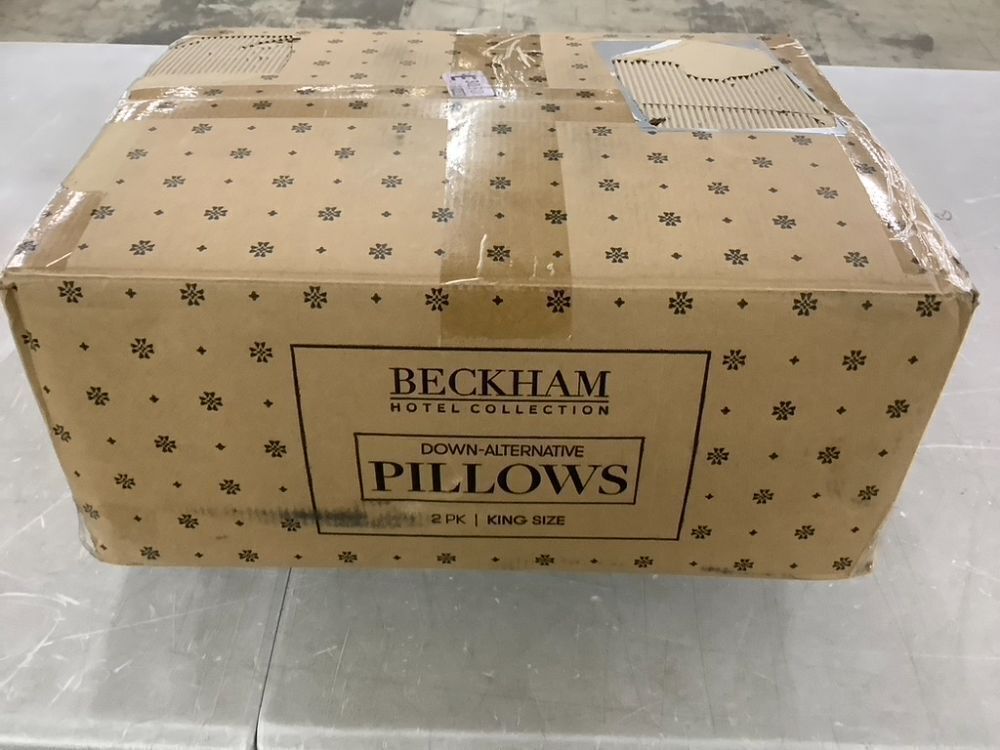 BECKHAM
HOTEL COLLECTION
DOWN-ALTERNATIVE
PILLOWS
2 PK | KING SIZE